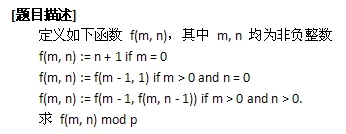 [题目描述]
定义如下函数 f(m, n)，其中 m, n 均为非负整数
f(m, n) := n + 1 if m = 0
f(m, n) := f(m - 1, 1) if m > 0 and n = 0
f(m, n) := f(m - 1, f(m, n - 1)) if m > 0 and n > 0.
求 f(m, n) mod p